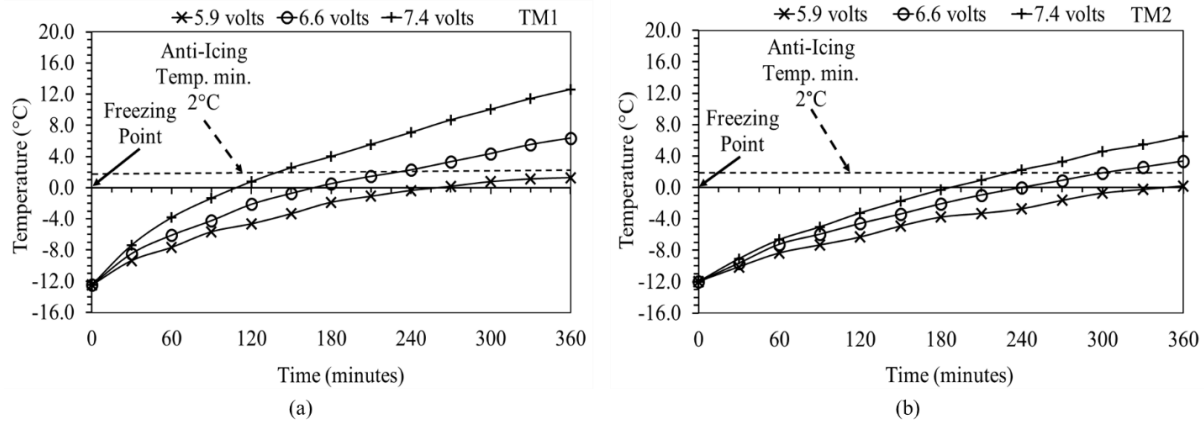 5.9 volts 6.6 volts 7.4 volts TM1
20.0
16.0
12.0
8.0
4.0
0.0
-4.0
-8.0
-12.0
-16.0
Temperature (°C)
Anti-Icing
Temp. min.
2°C
Freezing
Point
0 60 120 180 240 300 360
Time (minutes)
(a)
5.9 volts 6.6 volts 7.4 volts TM2
20.0
16.0
12.0
8.0
4.0
0.0
-4.0
-8.0
-12.0
-16.0
Temperature (°C)
Anti-Icing
Temp. min.
2°C
Freezing
Point
0 60 120 180 240 300 360
Time (minutes)
(b)